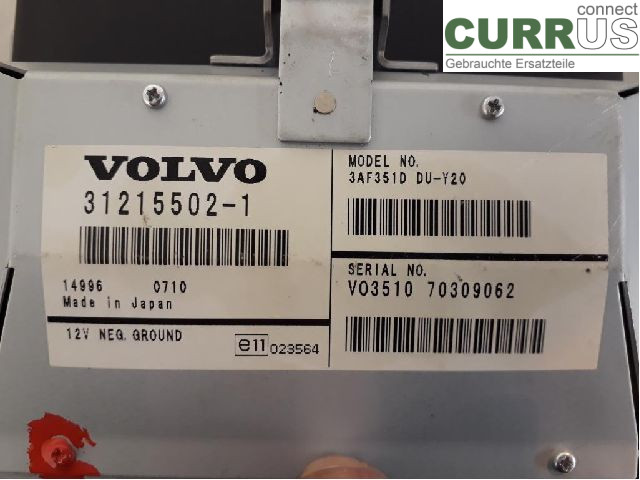 connect
CURRUS
Gebrauchte Ersatzteile
VOLVO
31215502-1
14996 0710
Made in Japan
12V NEG. GROUND
e11 023564
MODEL NO.
3AF351D DU-Y20
SERIAL NO.
VO3510 70309062